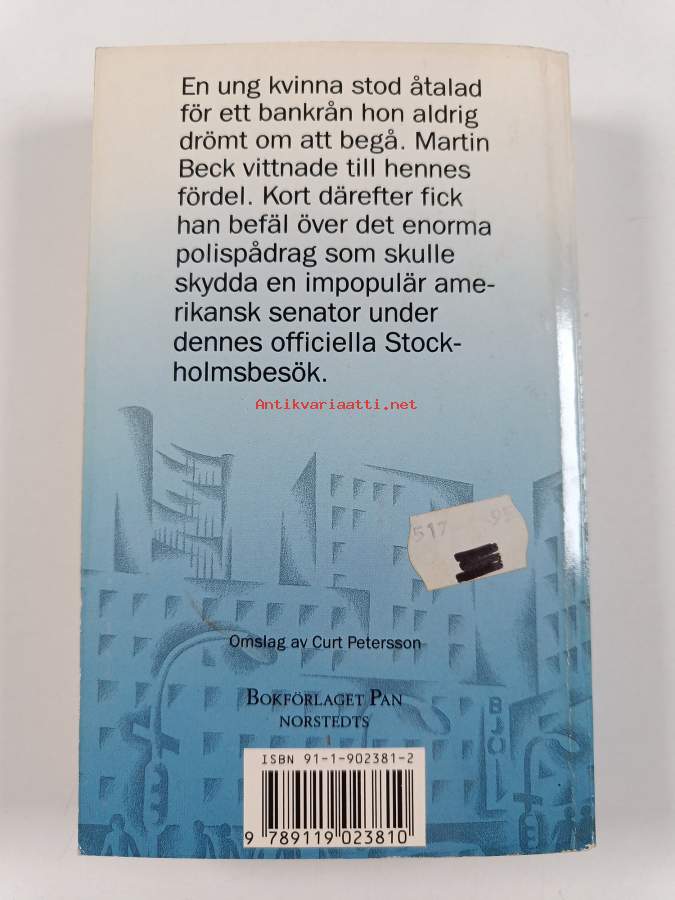 En ung kvinna stod åtalad
för ett bankrån hon aldrig
drömt om att begå. Martin
Beck vittnade till hennes
fördel. Kort därefter fick
han befäl över det enorma
polispådrag som skulle
skydda en impopulär ame-
rikansk senator under
dennes officiella Stock-
holmsbesök.
Antikvariaatti.net
517 95
Omslag av Curt Petersson
BOKFÖRLAGET PAN
NORSTEDTS
1
BIO
ISBN 91-1-902381-2
9 789119 023810